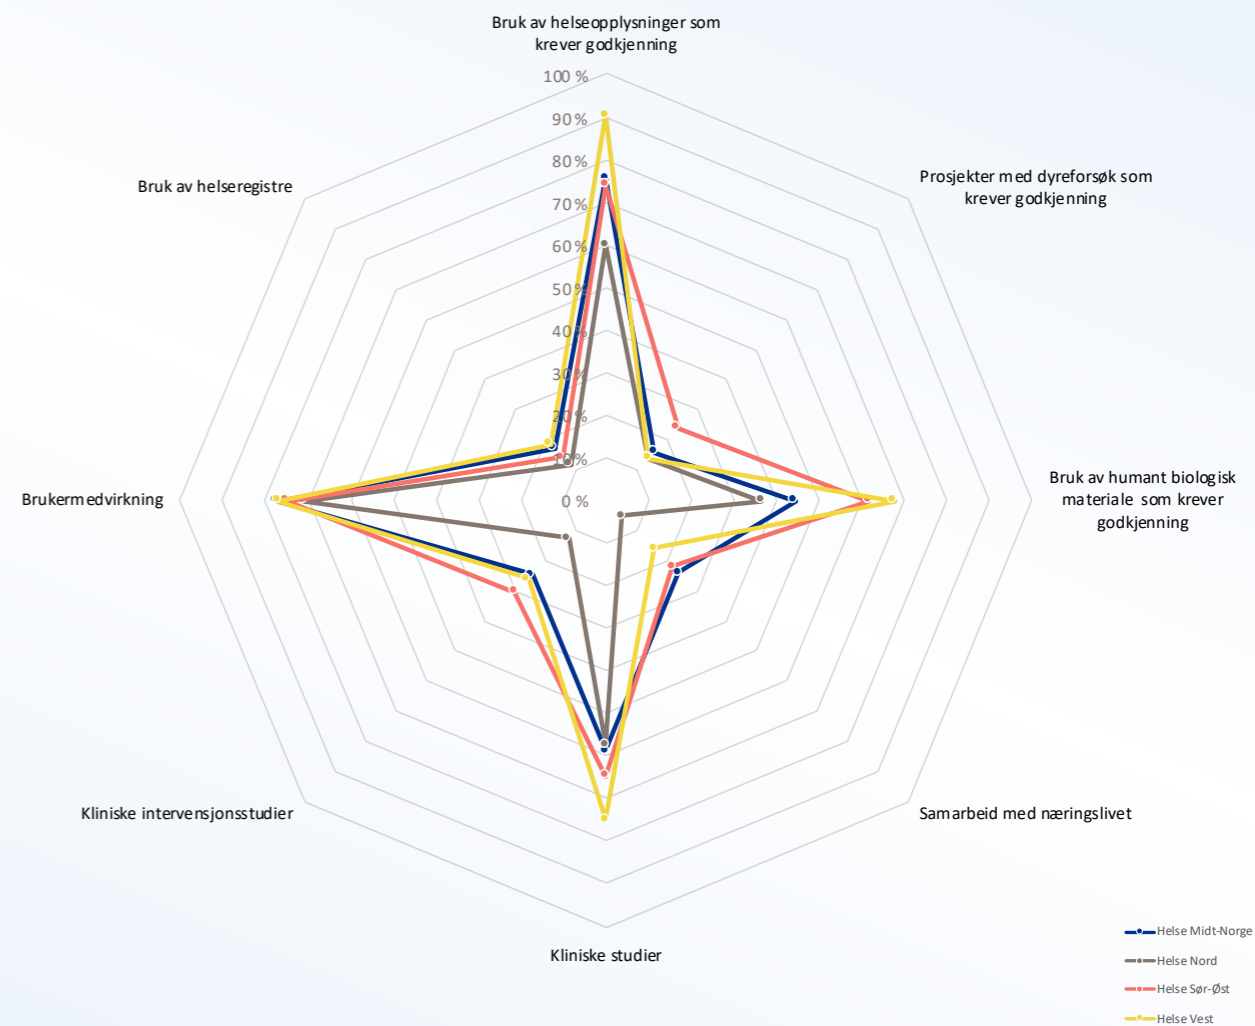 Bruk av helseopplysninger som
krever godkjenning
100 %
90 %
80 %
70 %
60 %
50 %
40 %
30 %
20 %
10 %
0 %
Prosjekter med dyreforsøk som
krever godkjenning
Bruk av humant biologisk
materiale som krever
godkjenning
Samarbeid med næringslivet
Kliniske studier
Kliniske intervensjonsstudier
Brukermedvirkning
Bruk av helseregistre
Helse Midt-Norge
Helse Nord
Helse Sør-Øst
Helse Vest